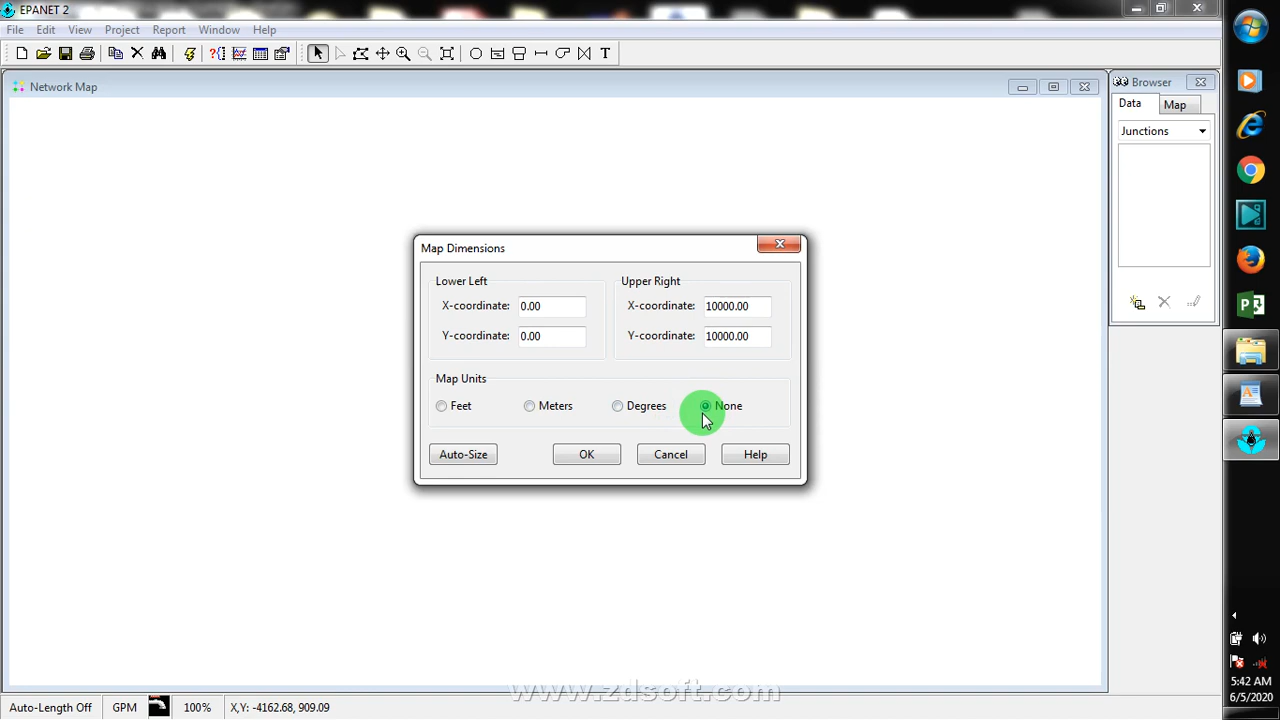 EPANET 2
File Edit View Project Report Window Help
T
Network Map
Browser
Data Map
Junctions
Map Dimensions
Lower Left Upper Right
X-coordinate: 0.00 X-coordinate: 10000.00
Y-coordinate: 0.00 Y-coordinate: 10000.00
Map Units
Feet Meters Degrees None
Auto-Size OK Cancel Help
Auto-Length Off GPM 100% X,Y: -4162.68, 909.09
www.zdsoft.com
5:42 AM
6/5/2020